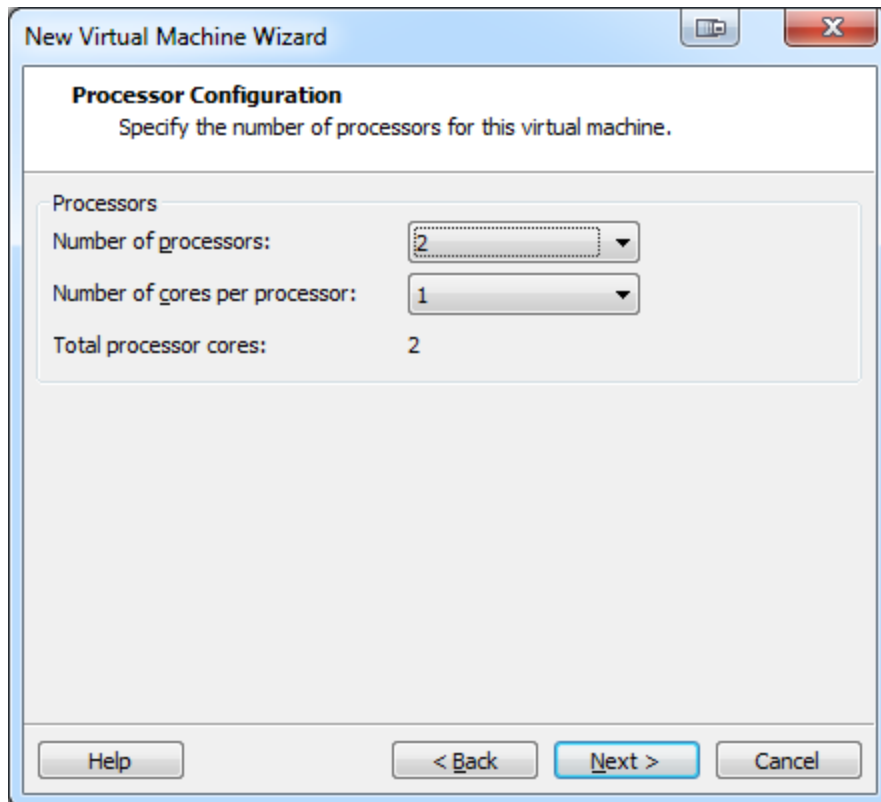 New Virtual Machine Wizard
Processor Configuration
Specify the number of processors for this virtual machine.
Processors
Number of processors: 2
Number of cores per processor: 1
Total processor cores: 2
Help < Back Next > Cancel